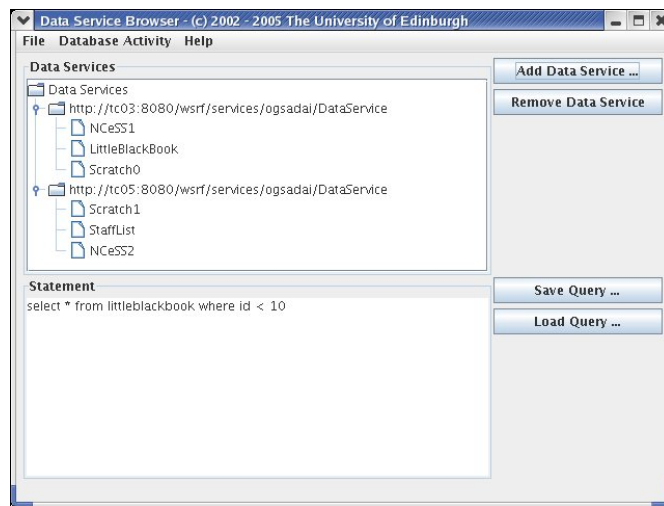 Data Service Browser - (c) 2002 - 2005 The University of Edinburgh
File Database Activity Help
Data Services
Add Data Service ...
Remove Data Service
Data Services
http://tc03:8080/wsrf/services/ogsadai/DataService
NCeSS1
LittleBlackBook
Scratch0
http://tc05:8080/wsrf/services/ogsadai/DataService
Scratch1
StaffList
NCeSS2
Statement
select * from littleblackbook where id < 10
Save Query ...
Load Query ...